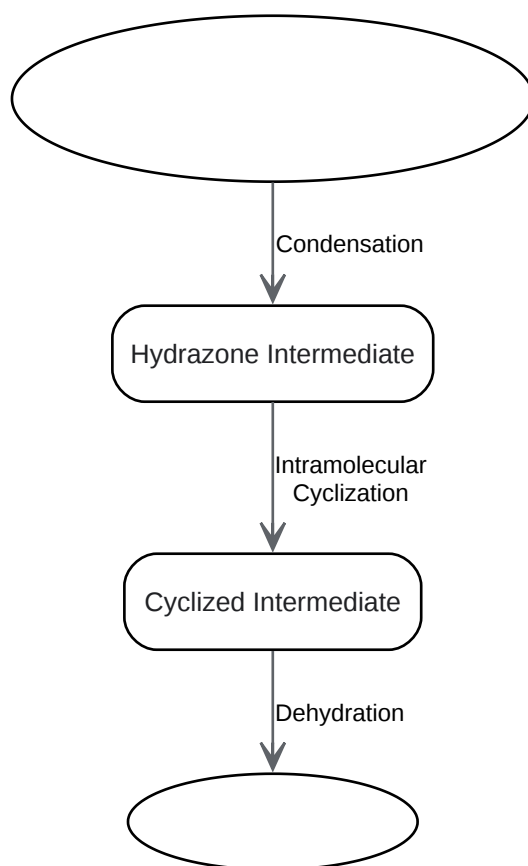 Condensation
Hydrazone Intermediate
Intramolecular
Cyclization
Cyclized Intermediate
Dehydration